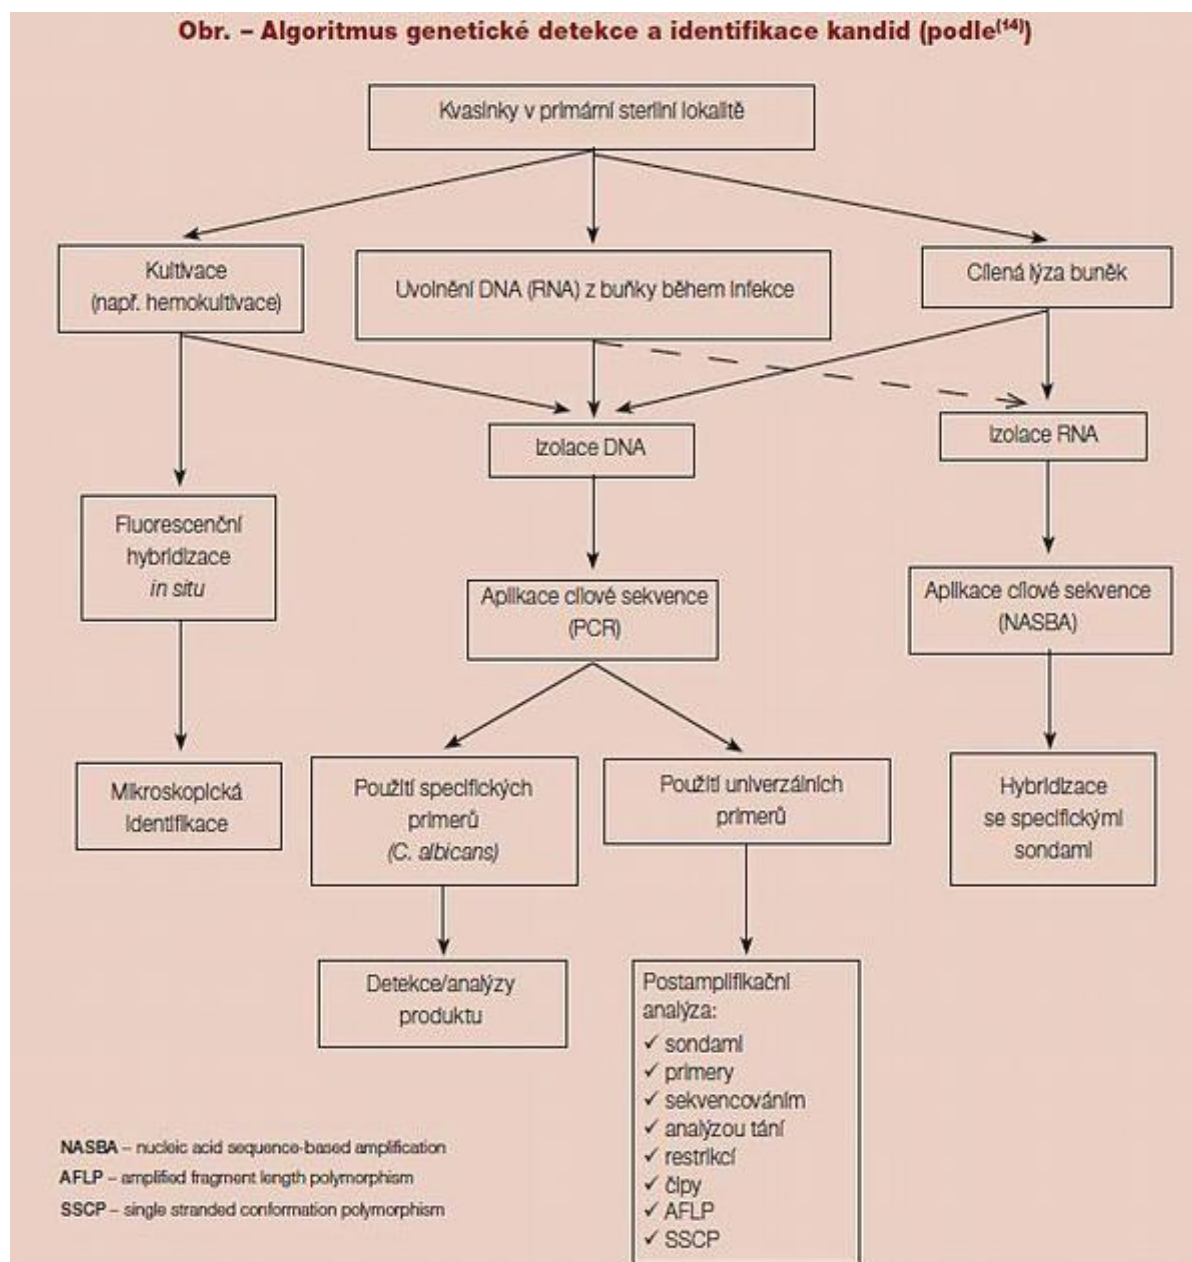 Obr. – Algoritmus genetické detekce a identifikace kandid (podle(14))
Kvasinky v primární sterilní lokalitě
Kultivace
(např. hemokultivace)
Uvolnění DNA (RNA) z buňky během infekce
Cílená lýza buněk
Izolace DNA
Izolace RNA
Fluorescenční
hybridizace
in situ
Aplikace cílové sekvence
(PCR)
Aplikace cílové sekvence
(NASBA)
Mikroskopická
identifikace
Použití specifických
primerů
(C. albicans)
Použití univerzálních
primerů
Hybridizace
se specifickými
sondami
Detekce/analýzy
produktu
Postamplifikační
analýza:
✓ sondami
✓ primery
✓ sekvencováním
✓ analýzou tání
✓ restrikcí
✓ čipy
✓ AFLP
✓ SSCP
NASBA – nucleic acid sequence-based amplification
AFLP – amplified fragment length polymorphism
SSCP – single stranded conformation polymorphism